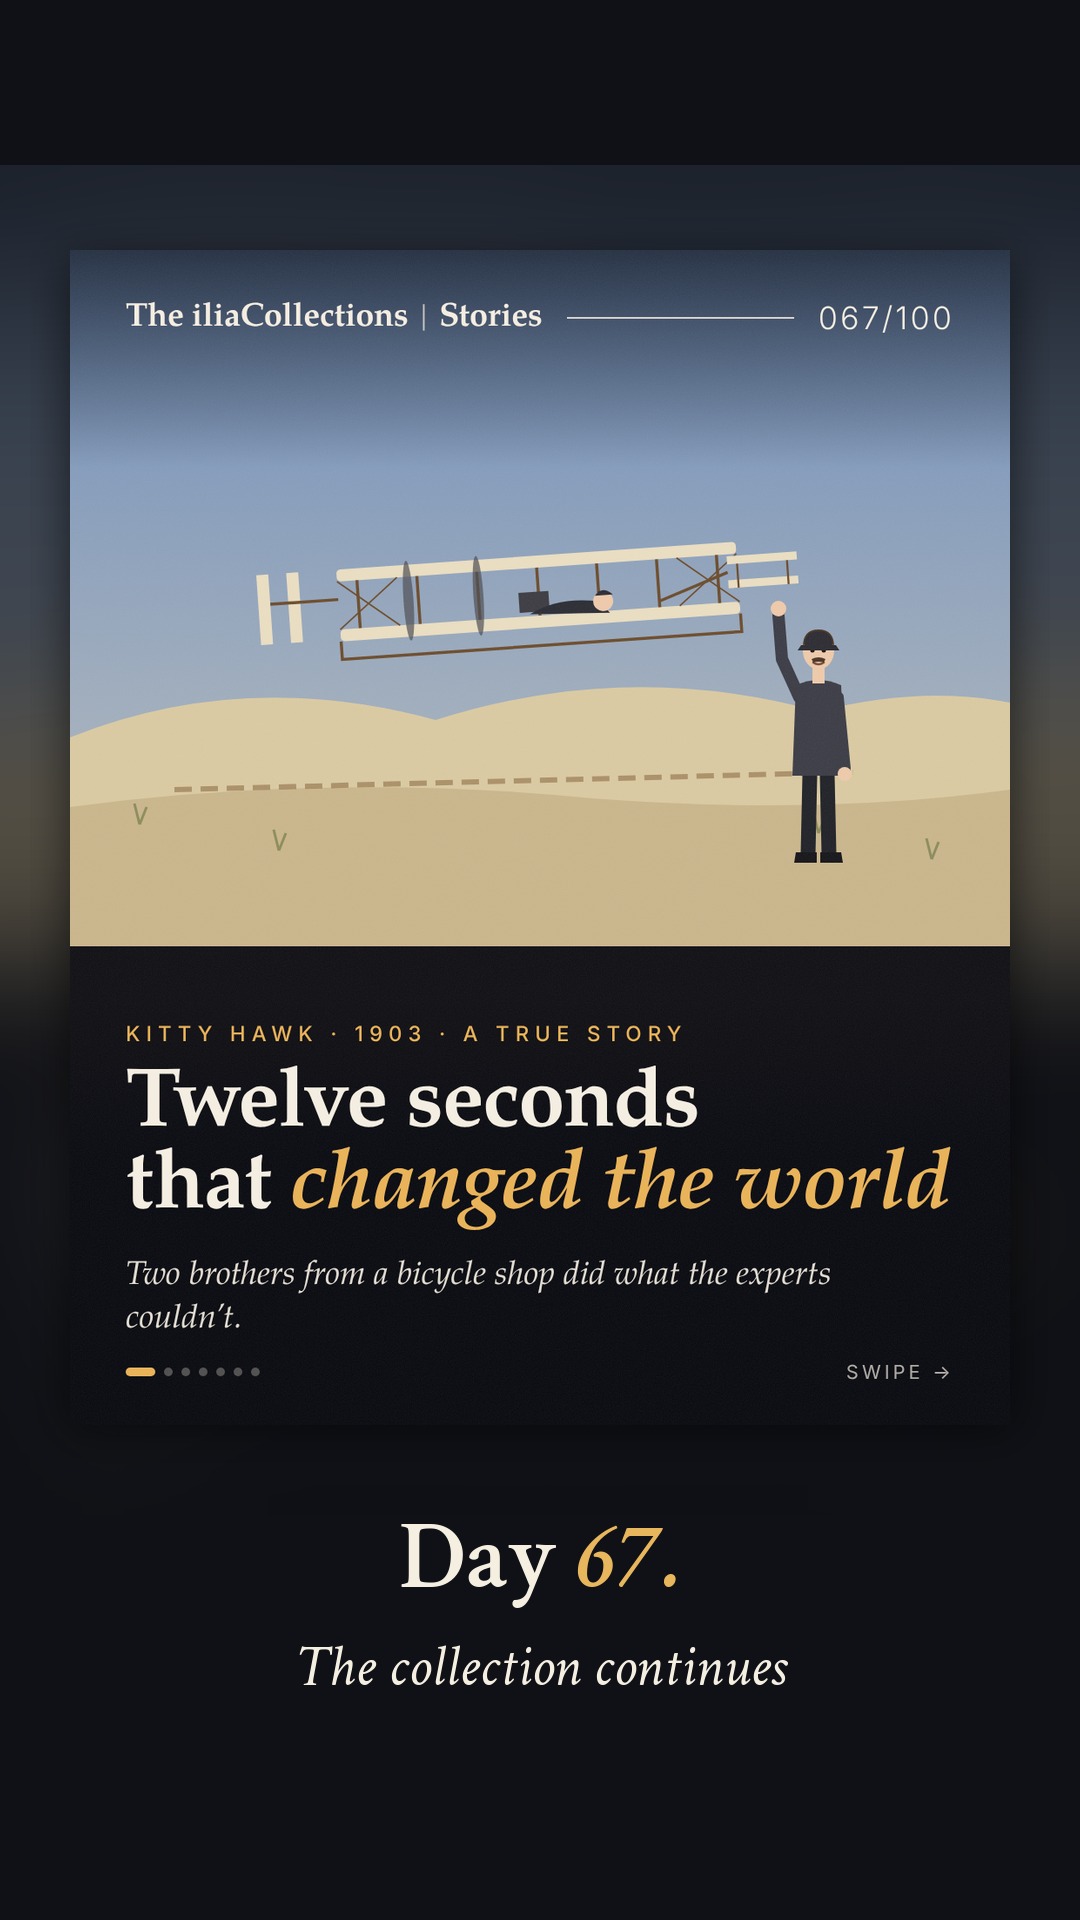 The iliaCollections | Stories 067/100
KITTY HAWK · 1903 · A TRUE STORY
Twelve seconds
that changed the world
Two brothers from a bicycle shop did what the experts
couldn’t.
SWIPE →
Day 67.
The collection continues